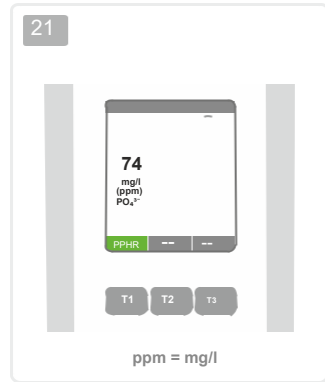 21
74
mg/l
(ppm)
PO₄³⁻
PPHR -- --
T1 T2 T3
ppm = mg/l